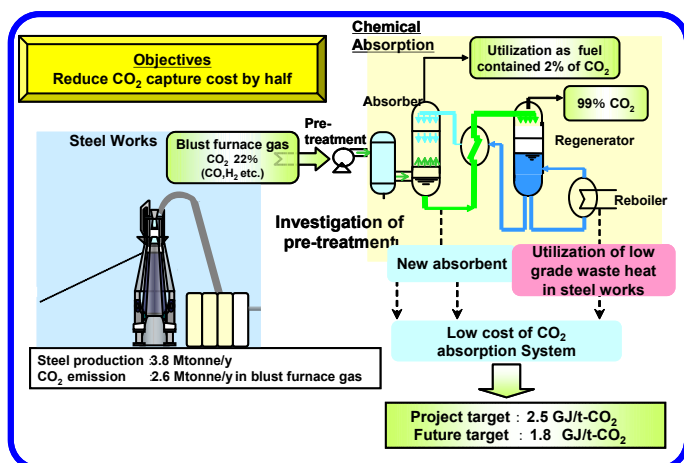 Objectives
Reduce CO₂ capture cost by half
Chemical
Absorption
Utilization as fuel
contained 2% of CO₂
Absorber
99% CO₂
Pre-
treatment
Regenerator
Steel Works
Blust furnace gas
CO₂ 22%
(CO,H₂ etc.)
Reboiler
Investigation of
pre-treatment
New absorbent
Utilization of low
grade waste heat
in steel works
Low cost of CO₂
absorption System
Steel production :3.8 Mtonne/y
CO₂ emission :2.6 Mtonne/y in blust furnace gas
Project target : 2.5 GJ/t-CO₂
Future target : 1.8 GJ/t-CO₂